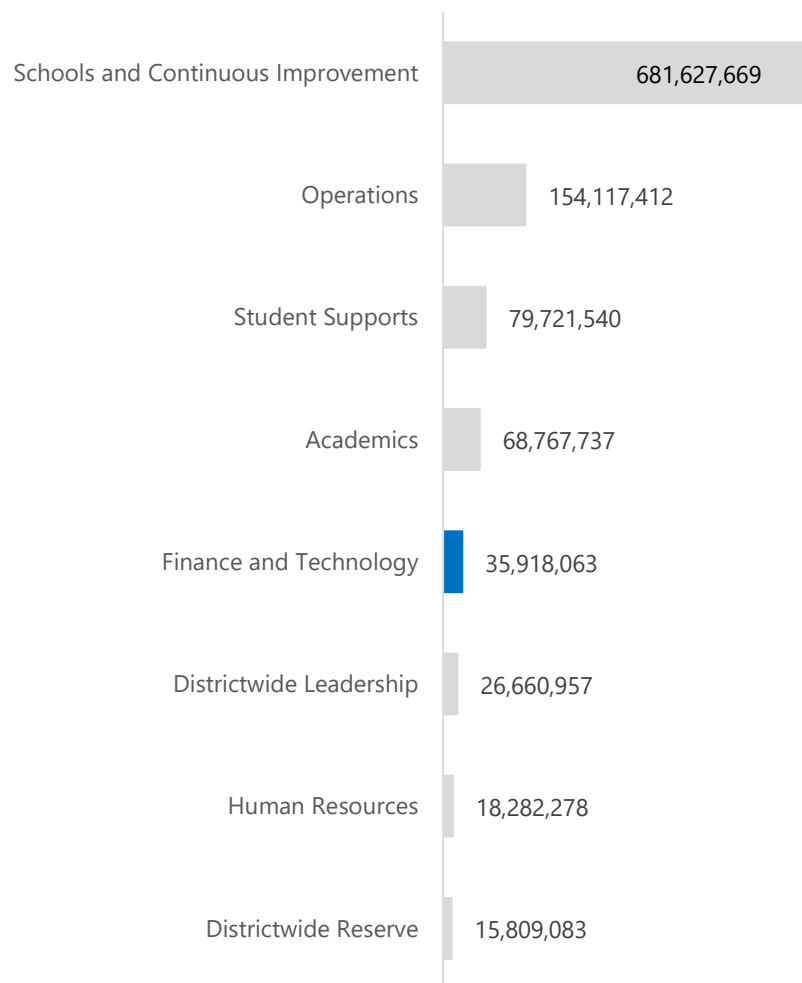 Schools and Continuous Improvement 681,627,669
Operations 154,117,412
Student Supports 79,721,540
Academics 68,767,737
Finance and Technology 35,918,063
Districtwide Leadership 26,660,957
Human Resources 18,282,278
Districtwide Reserve 15,809,083